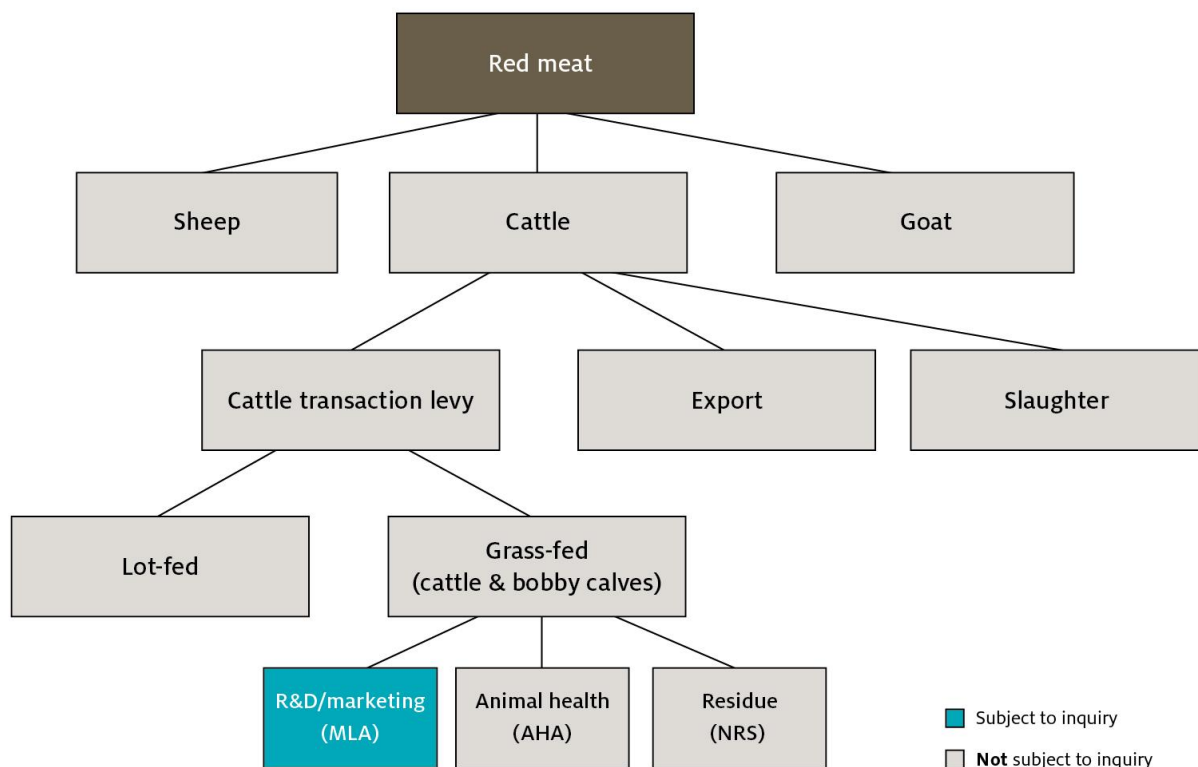 Red meat
Sheep
Cattle
Goat
Cattle transaction levy
Export
Slaughter
Lot-fed
Grass-fed
(cattle & bobby calves)
R&D/marketing
(MLA)
Animal health
(AHA)
Residue
(NRS)
Subject to inquiry
Not subject to inquiry